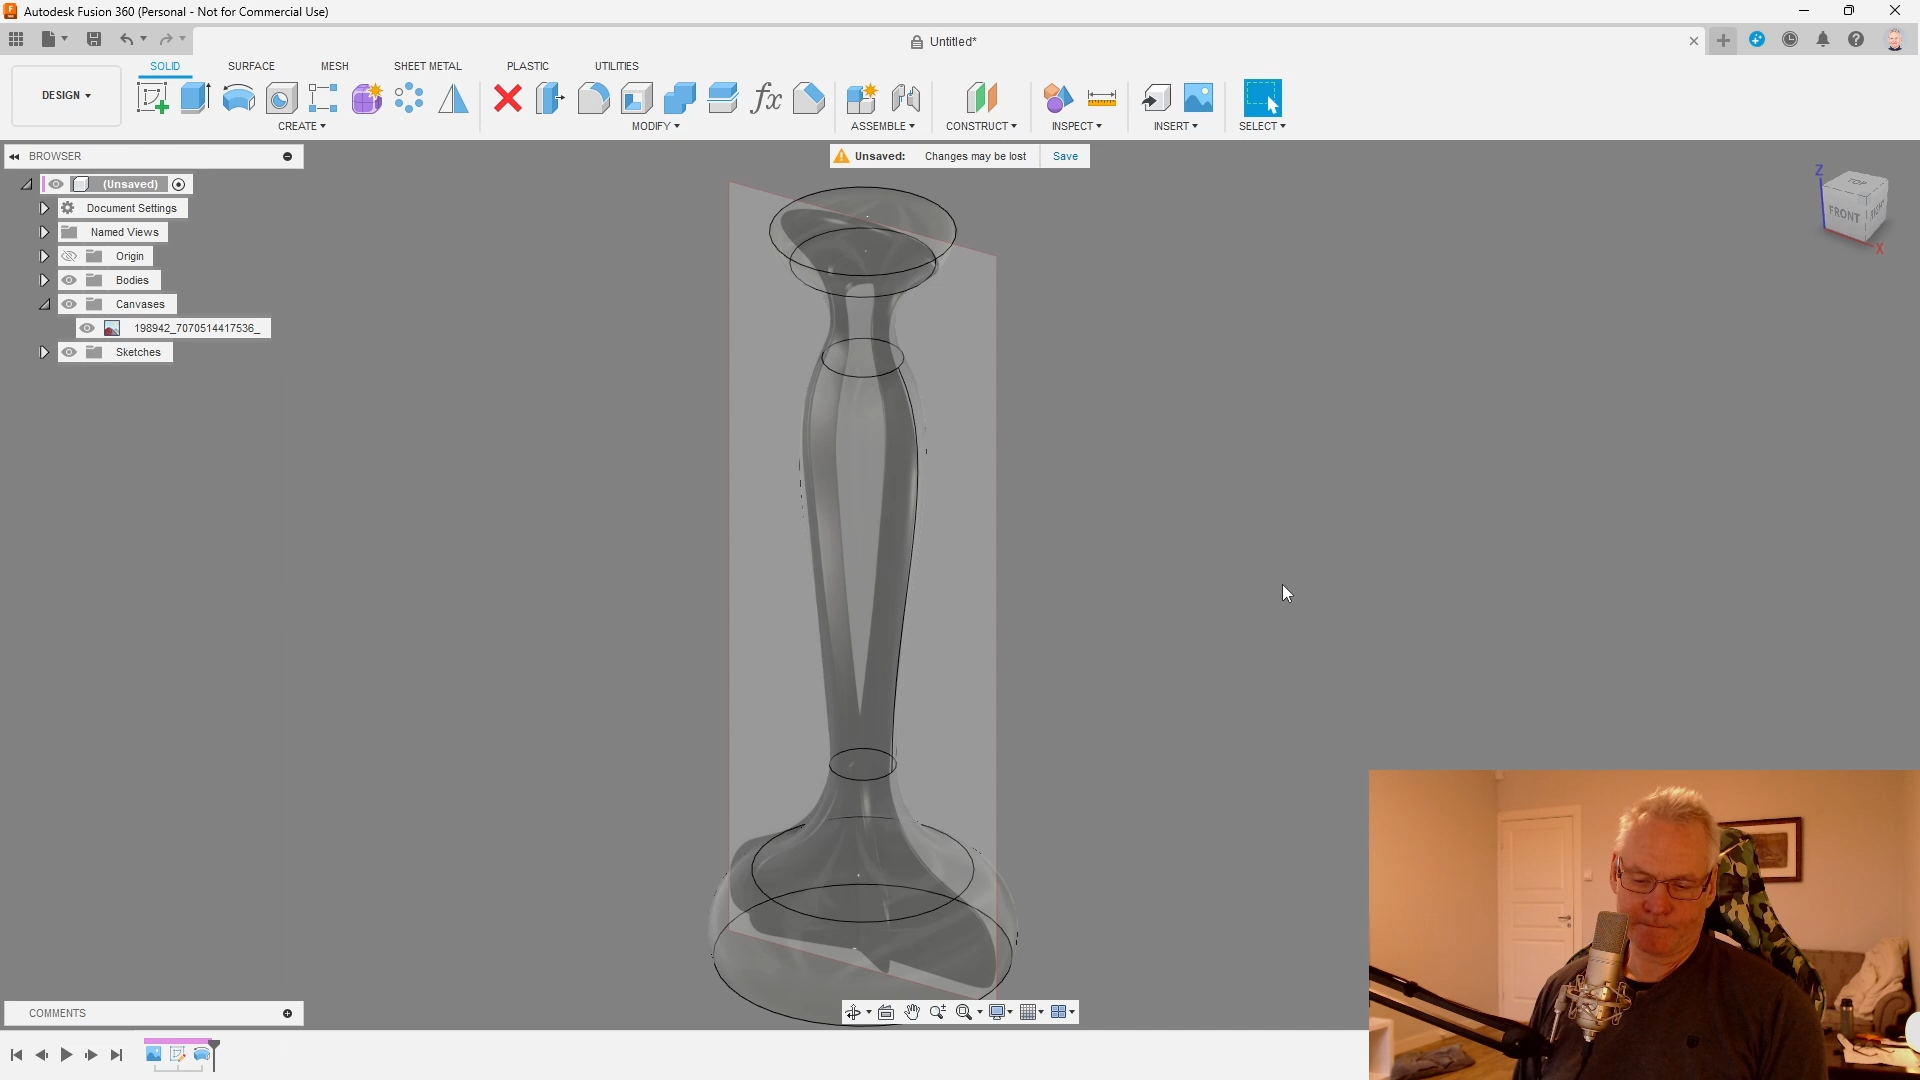 Autodesk Fusion 360 (Personal - Not for Commercial Use)
Untitled*
DESIGN
SOLID
SURFACE
MESH
SHEET METAL
PLASTIC
UTILITIES
CREATE
MODIFY
ASSEMBLE
CONSTRUCT
INSPECT
INSERT
SELECT
BROWSER
Unsaved: Changes may be lost Save
(Unsaved)
Document Settings
Named Views
Origin
Bodies
Canvases
198942_7070514417536_
Sketches
Z
TOP
FRONT
RIGHT
X
COMMENTS